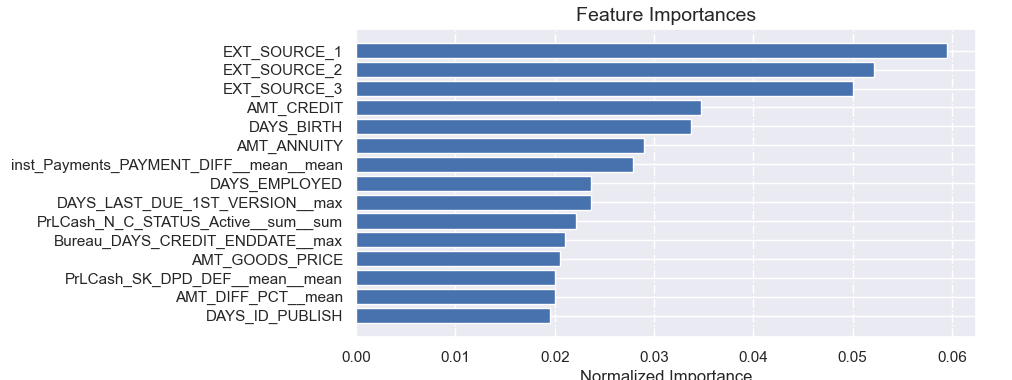 Feature Importances
EXT_SOURCE_1
EXT_SOURCE_2
EXT_SOURCE_3
AMT_CREDIT
DAYS_BIRTH
AMT_ANNUITY
inst_Payments_PAYMENT_DIFF__mean__mean
DAYS_EMPLOYED
DAYS_LAST_DUE_1ST_VERSION__max
PrLCash_N_C_STATUS_Active__sum__sum
Bureau_DAYS_CREDIT_ENDDATE__max
AMT_GOODS_PRICE
PrLCash_SK_DPD_DEF__mean__mean
AMT_DIFF_PCT__mean
DAYS_ID_PUBLISH
0.00 0.01 0.02 0.03 0.04 0.05 0.06
Normalized Importance